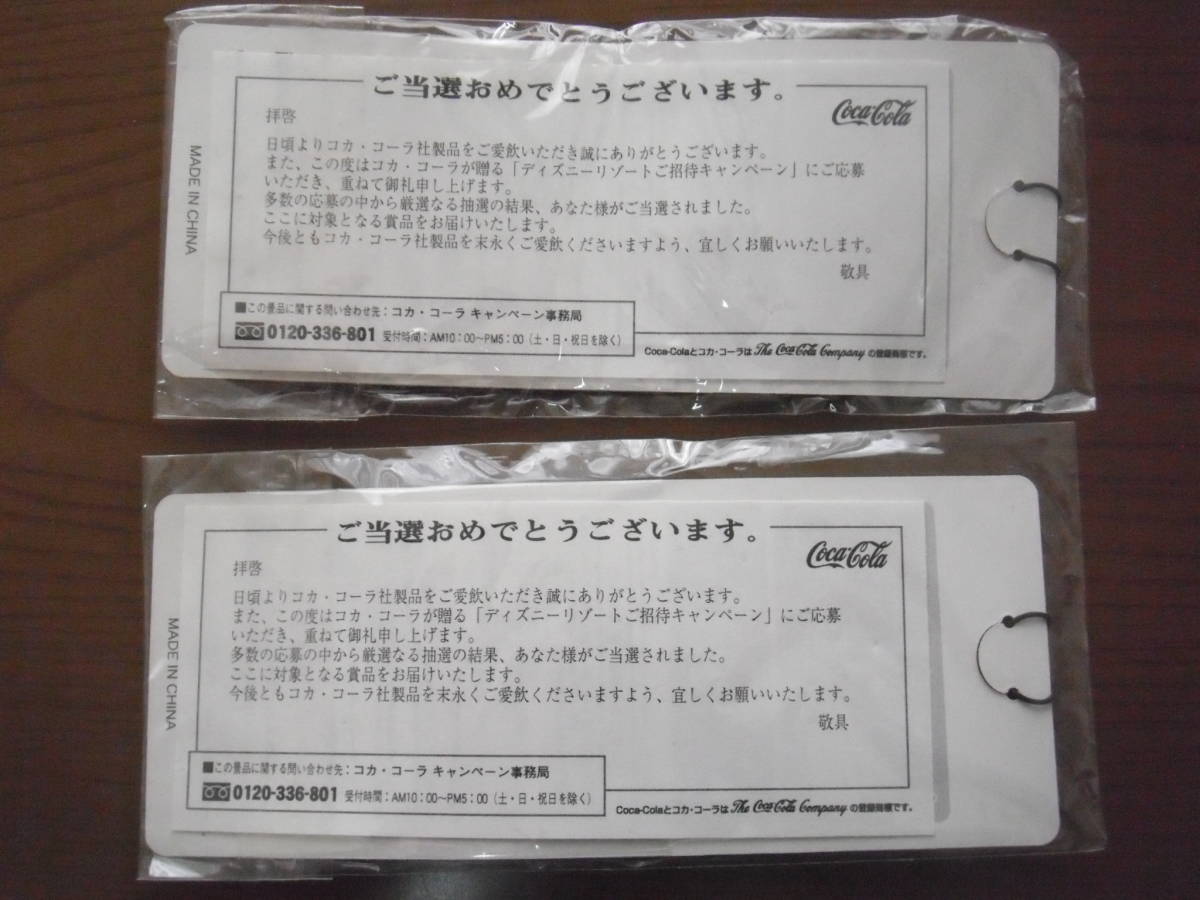 ご当選おめでとうございます。
Coca-Cola
拝啓
日頃よりコカ・コーラ社製品をご愛飲いただき誠にありがとうございます。
また、この度はコカ・コーラが贈る「ディズニーリゾートご招待キャンペーン」にご応募
いただき、重ねて御礼申し上げます。
多数の応募の中から厳選なる抽選の結果、あなた様がご当選されました。
ここに対象となる賞品をお届けいたします。
今後ともコカ・コーラ社製品を末永くご愛飲くださいますよう、宜しくお願いいたします。
敬具
MADE IN CHINA
■この景品に関する問い合わせ先：コカ・コーラ キャンペーン事務局
0120-336-801 受付時間：AM10：00〜PM5：00（土・日・祝日を除く）
Coca-Colaとコカ・コーラは The Coca-Cola Company の登録商標です。
ご当選おめでとうございます。
Coca-Cola
拝啓
日頃よりコカ・コーラ社製品をご愛飲いただき誠にありがとうございます。
また、この度はコカ・コーラが贈る「ディズニーリゾートご招待キャンペーン」にご応募
いただき、重ねて御礼申し上げます。
多数の応募の中から厳選なる抽選の結果、あなた様がご当選されました。
ここに対象となる賞品をお届けいたします。
今後ともコカ・コーラ社製品を末永くご愛飲くださいますよう、宜しくお願いいたします。
敬具
MADE IN CHINA
■この景品に関する問い合わせ先：コカ・コーラ キャンペーン事務局
0120-336-801 受付時間：AM10：00〜PM5：00（土・日・祝日を除く）
Coca-Colaとコカ・コーラは The Coca-Cola Company の登録商標です。